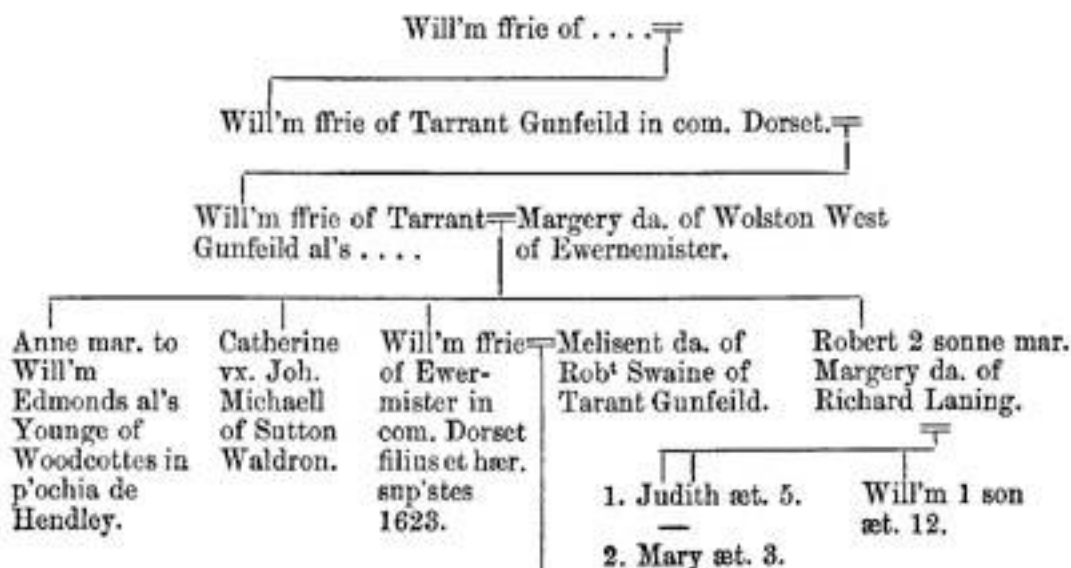 Will'm ffrie of . . . .
Will'm ffrie of Tarrant Gunfeild in com. Dorset.
Will'm ffrie of Tarrant
Gunfeild al's . . . .
Margery da. of Wolston West
of Ewernemister.
Anne mar. to
Will'm
Edmonds al's
Younge of
Woodcottes in
p'ochia de
Hendley.
Catherine
vx. Joh.
Michaell
of Sutton
Waldron.
Will'm ffrie
of Ewer-
mister in
com. Dorset
filius et hær.
sup'stes
1623.
Melisent da. of
Robᵗ Swaine of
Tarant Gunfeild.
Robert 2 sonne mar.
Margery da. of
Richard Laning.
1. Judith æt. 5.
—
2. Mary æt. 3.
Will'm 1 son
æt. 12.